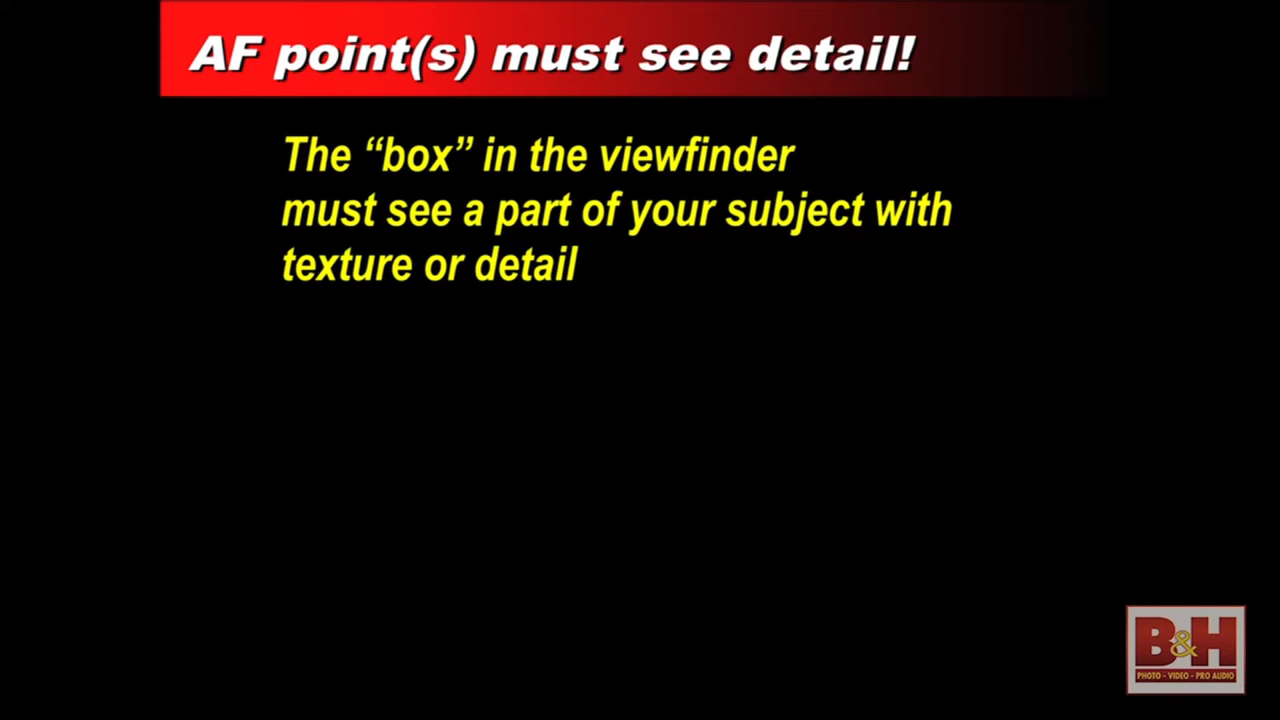 AF point(s) must see detail!
The “box” in the viewfinder
must see a part of your subject with
texture or detail
B&H
PHOTO - VIDEO - PRO AUDIO